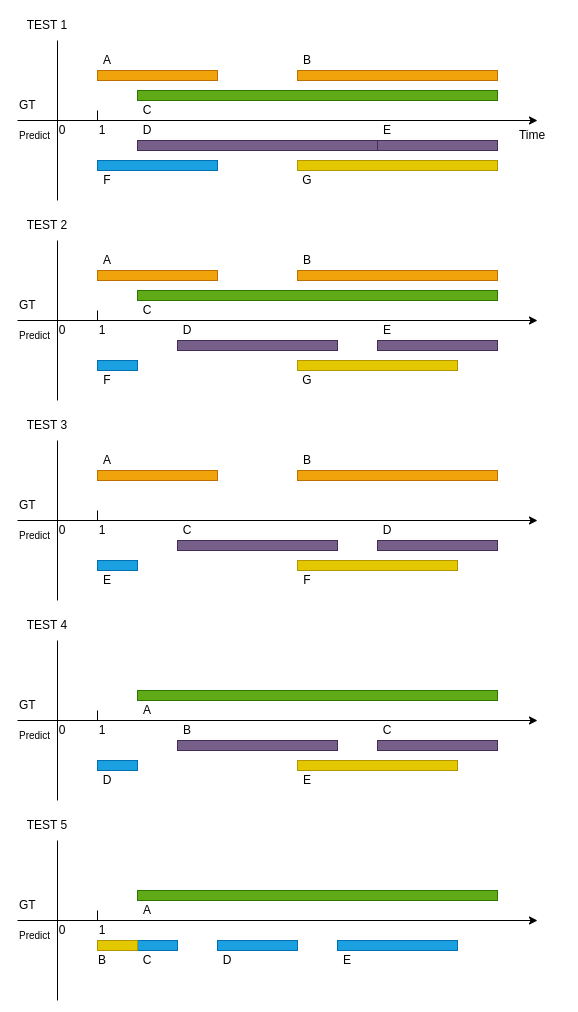 TEST 1
A B
GT C
0 1 D E
Predict Time
F G
TEST 2
A B
GT C
0 1 D E
Predict
F G
TEST 3
A B
GT
0 1 C D
Predict
E F
TEST 4
GT A
0 1 B C
Predict
D E
TEST 5
GT A
0 1
Predict
B C D E